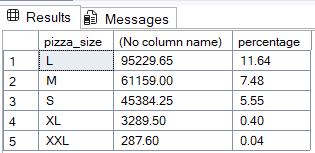 Results Messages
pizza_size (No column name) percentage
1 L 95229.65 11.64
2 M 61159.00 7.48
3 S 45384.25 5.55
4 XL 3289.50 0.40
5 XXL 287.60 0.04